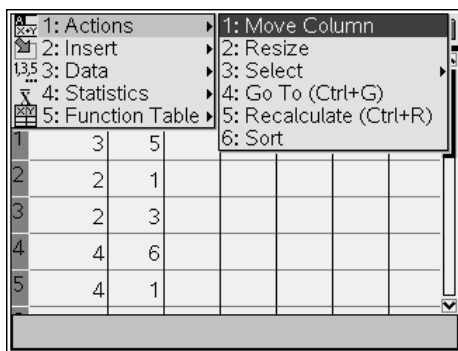 1: Actions
2: Insert
3: Data
4: Statistics
5: Function Table
1: Move Column
2: Resize
3: Select
4: Go To (Ctrl+G)
5: Recalculate (Ctrl+R)
6: Sort
1 3 5
2 2 1
3 2 3
4 4 6
5 4 1